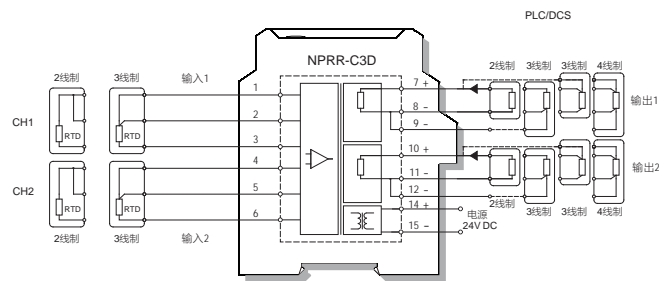 PLC/DCS
NPRR-C3D
2线制 3线制 输入1
2线制 3线制 3线制 4线制
CH1
RTD RTD
1
2
3
7 +
8 −
9 −
输出1
CH2
RTD RTD
4
5
6
10 +
11 −
12 −
输出2
2线制 3线制 3线制 4线制
14 +
15 −
电源
24V DC
2线制 3线制 输入2